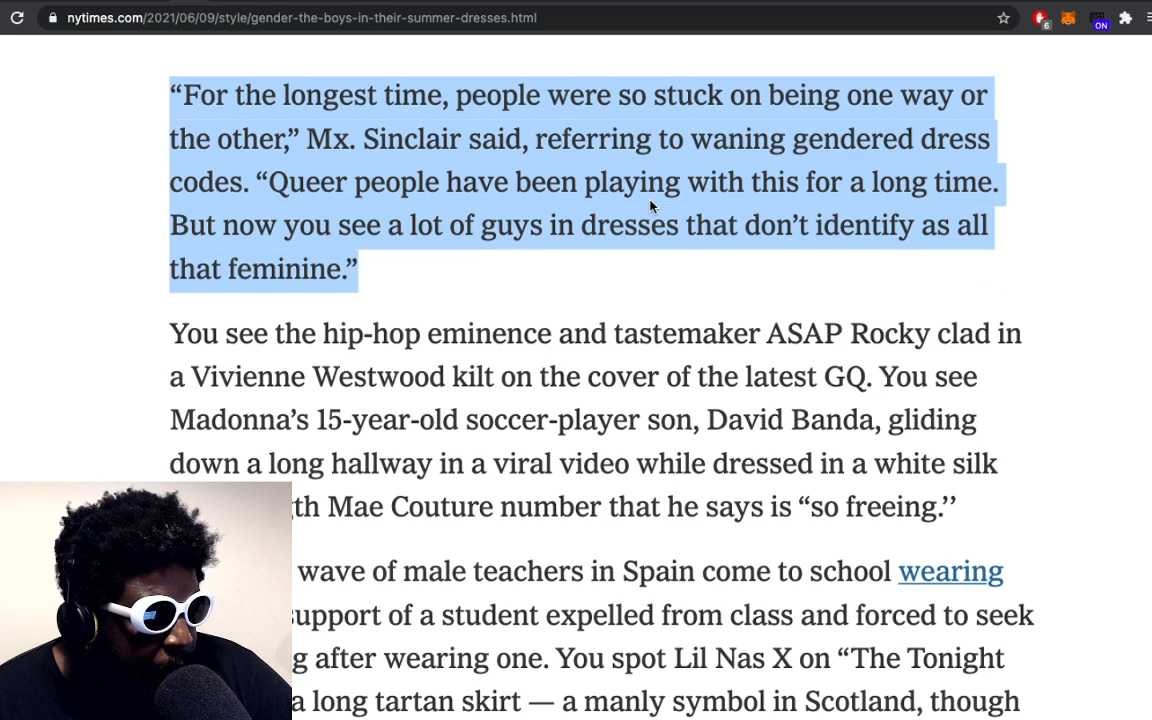 nytimes.com/2021/06/09/style/gender-the-boys-in-their-summer-dresses.html
6
ON
“For the longest time, people were so stuck on being one way or
the other,” Mx. Sinclair said, referring to waning gendered dress
codes. “Queer people have been playing with this for a long time.
But now you see a lot of guys in dresses that don’t identify as all
that feminine.”
You see the hip-hop eminence and tastemaker ASAP Rocky clad in
a Vivienne Westwood kilt on the cover of the latest GQ. You see
Madonna’s 15-year-old soccer-player son, David Banda, gliding
down a long hallway in a viral video while dressed in a white silk
th Mae Couture number that he says is “so freeing.’’
wave of male teachers in Spain come to school wearing
support of a student expelled from class and forced to seek
g after wearing one. You spot Lil Nas X on “The Tonight
a long tartan skirt — a manly symbol in Scotland, though